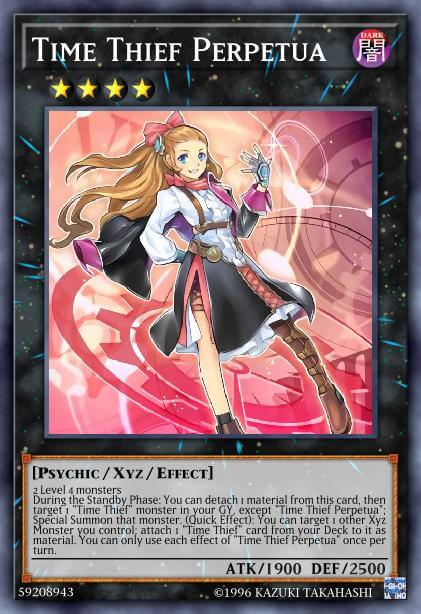 TIME THIEF PERPETUA
DARK
闇
[PSYCHIC / XYZ / EFFECT]
2 Level 4 monsters
During the Standby Phase: You can detach 1 material from this card, then
target 1 "Time Thief" monster in your GY, except "Time Thief Perpetua";
Special Summon that monster. (Quick Effect): You can target 1 other Xyz
Monster you control; attach 1 "Time Thief" card from your Deck to it as
material. You can only use each effect of "Time Thief Perpetua" once per
turn.
ATK/1900 DEF/2500
59208943
©1996 KAZUKI TAKAHASHI